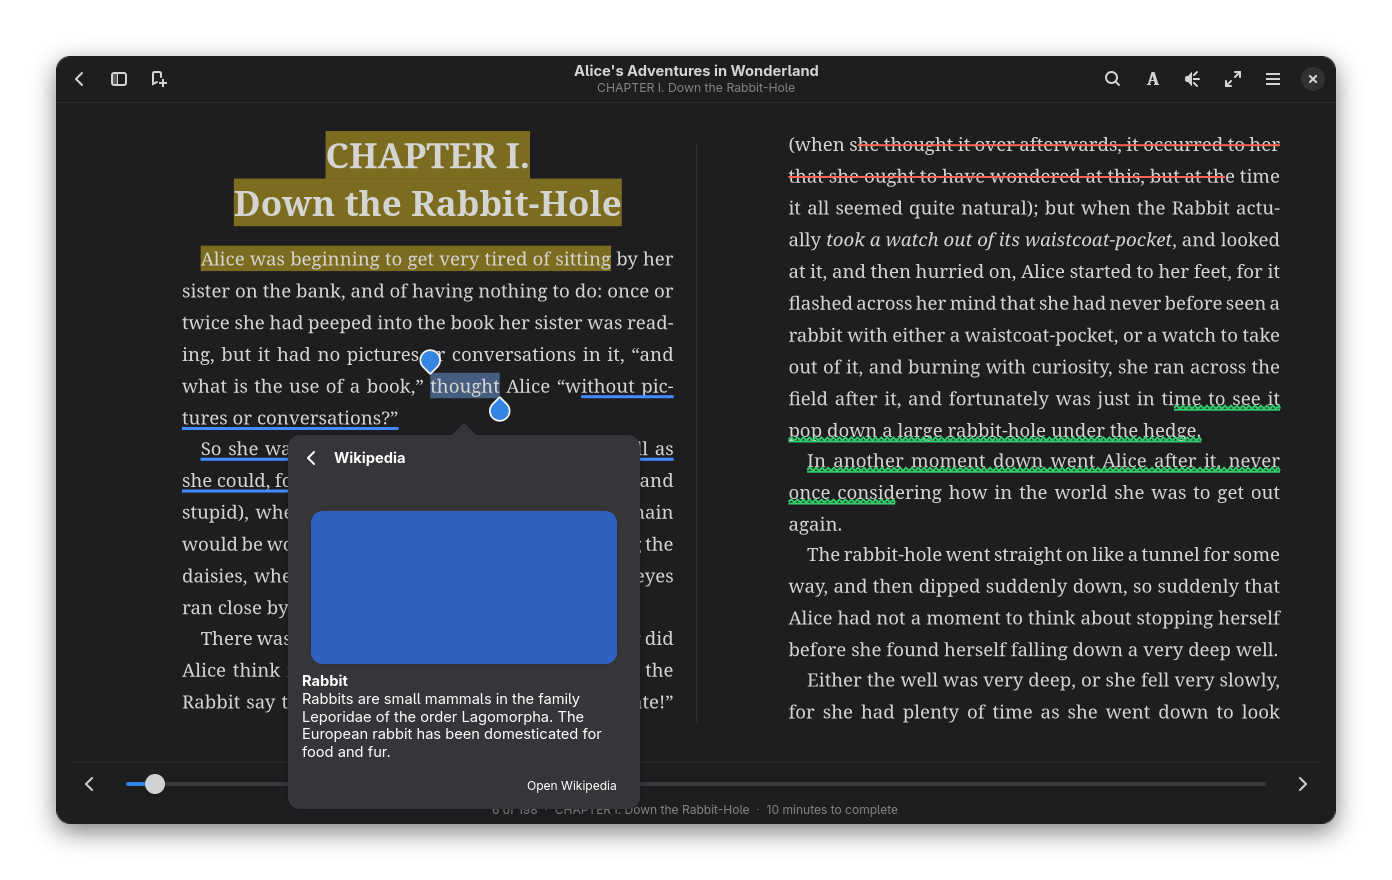 Alice's Adventures in Wonderland
CHAPTER I. Down the Rabbit-Hole
A
CHAPTER I.
Down the Rabbit-Hole
Alice was beginning to get very tired of sitting by her
sister on the bank, and of having nothing to do: once or
twice she had peeped into the book her sister was read-
ing, but it had no pictures or conversations in it, “and
what is the use of a book,” thought Alice “without pic-
tures or conversations?”
So she wa
as
she could, fo
and
stupid), whe
would be wo
the
daisies, whe
eyes
ran close by
There was
did
Alice think
the
Rabbit say t
te!”
Wikipedia
Rabbit
Rabbits are small mammals in the family
Leporidae of the order Lagomorpha. The
European rabbit has been domesticated for
food and fur.
Open Wikipedia
(when she thought it over afterwards, it occurred to her
that she ought to have wondered at this, but at the time
it all seemed quite natural); but when the Rabbit actu-
ally took a watch out of its waistcoat-pocket, and looked
at it, and then hurried on, Alice started to her feet, for it
flashed across her mind that she had never before seen a
rabbit with either a waistcoat-pocket, or a watch to take
out of it, and burning with curiosity, she ran across the
field after it, and fortunately was just in time to see it
pop down a large rabbit-hole under the hedge.
In another moment down went Alice after it, never
once considering how in the world she was to get out
again.
The rabbit-hole went straight on like a tunnel for some
way, and then dipped suddenly down, so suddenly that
Alice had not a moment to think about stopping herself
before she found herself falling down a very deep well.
Either the well was very deep, or she fell very slowly,
for she had plenty of time as she went down to look
6 of 198 · CHAPTER I. Down the Rabbit-Hole · 10 minutes to complete